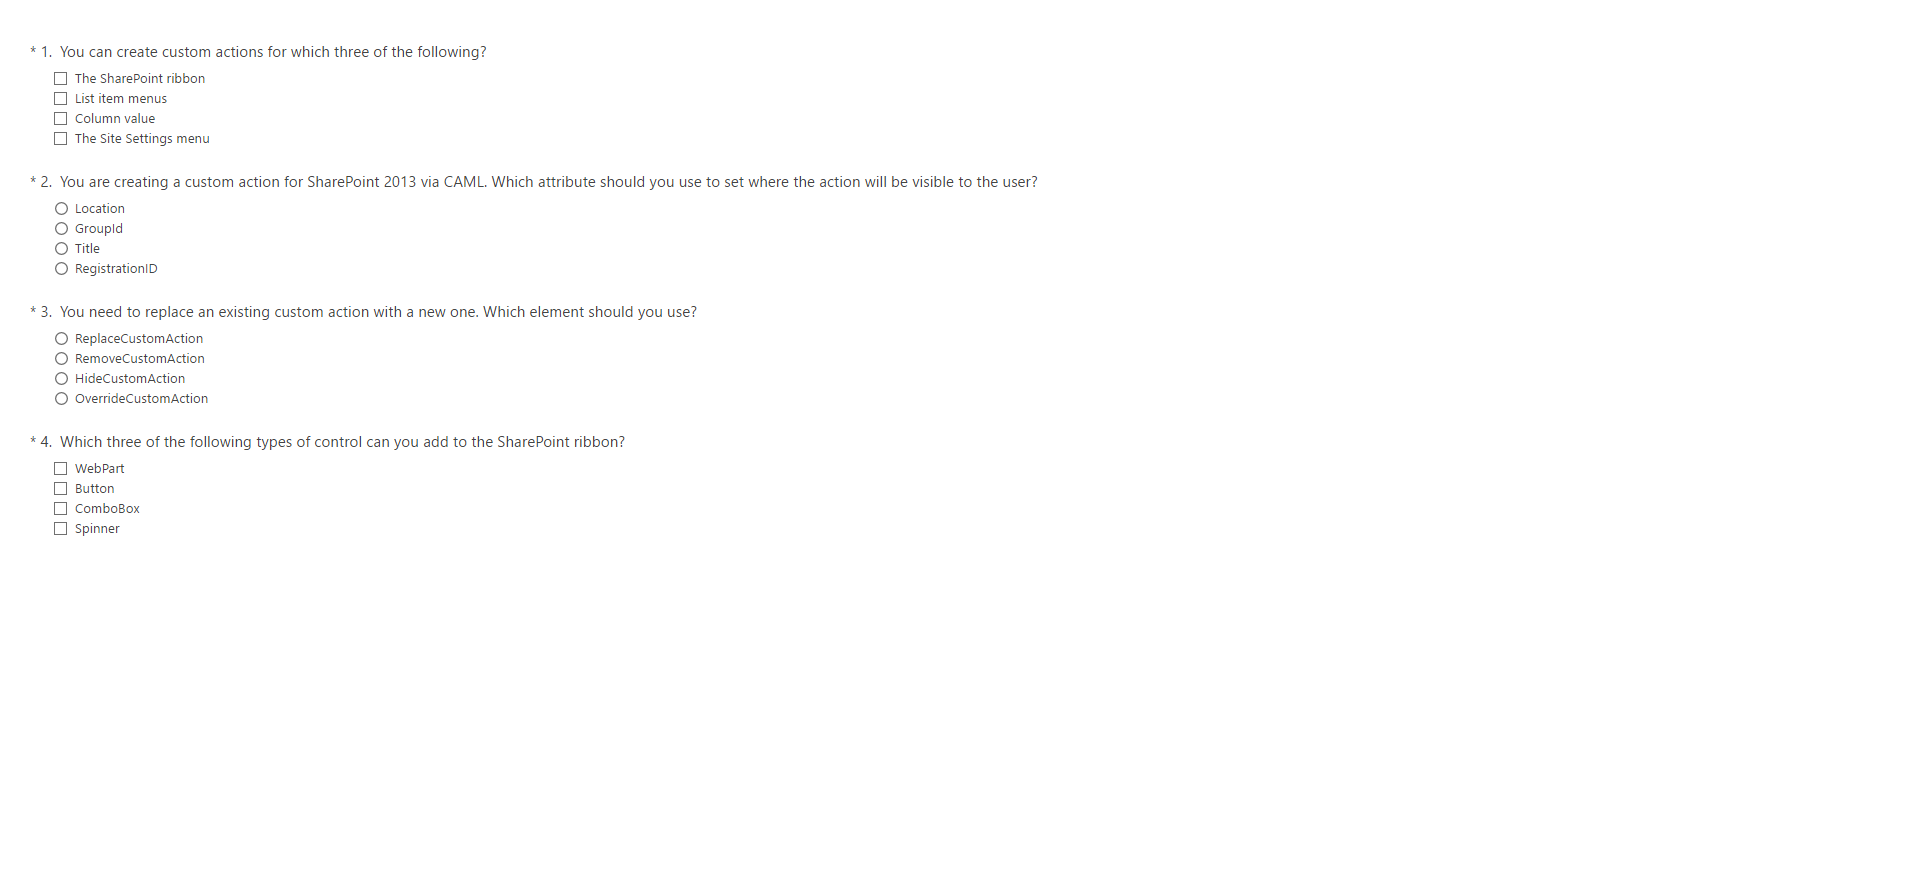 * 1. You can create custom actions for which three of the following?
The SharePoint ribbon
List item menus
Column value
The Site Settings menu
* 2. You are creating a custom action for SharePoint 2013 via CAML. Which attribute should you use to set where the action will be visible to the user?
Location
GroupId
Title
RegistrationID
* 3. You need to replace an existing custom action with a new one. Which element should you use?
ReplaceCustomAction
RemoveCustomAction
HideCustomAction
OverrideCustomAction
* 4. Which three of the following types of control can you add to the SharePoint ribbon?
WebPart
Button
ComboBox
Spinner